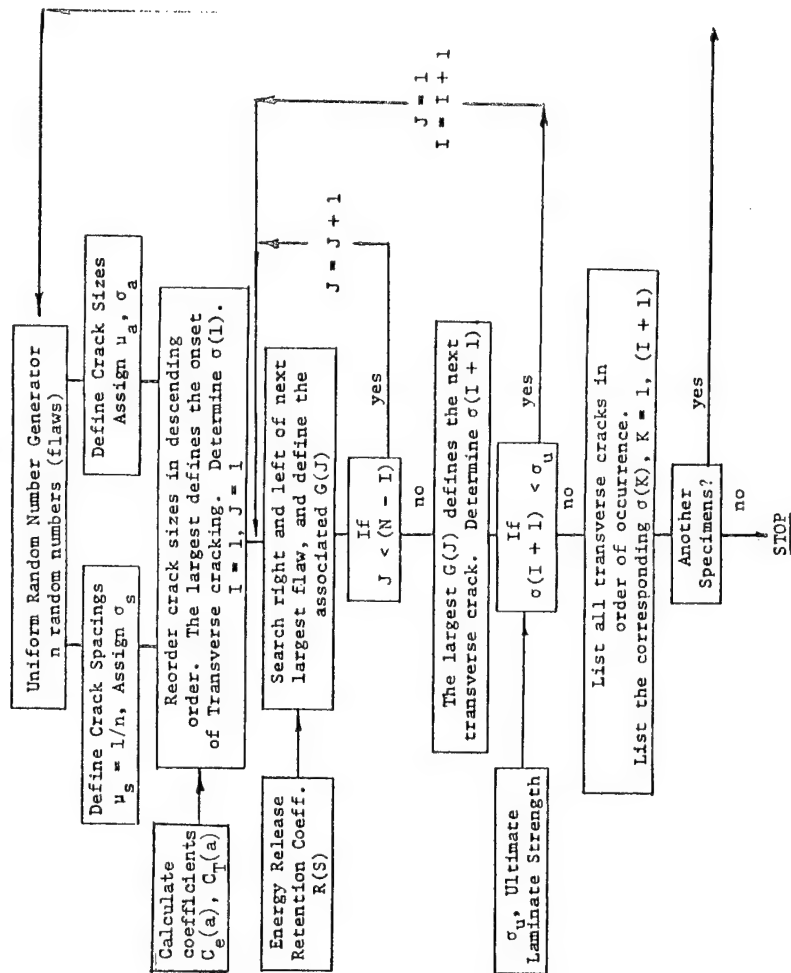 Uniform Random Number Generator
n random numbers (flaws)
Define Crack Spacings
μs = 1/n, Assign σs
Define Crack Sizes
Assign μa, σa
Calculate
coefficients
Ce(a), CT(a)
Reorder crack sizes in descending
order. The largest defines the onset
of Transverse cracking. Determine σ(1).
I = 1, J = 1
Energy Release
Retention Coeff.
R(S)
Search right and left of next
largest flaw, and define the
associated G(J)
J = J + 1
J = 1
I = I + 1
If
J < (N - I)
yes
no
The largest G(J) defines the next
transverse crack. Determine σ(I + 1)
σu, Ultimate
Laminate Strength
If
σ(I + 1) < σu
yes
no
List all transverse cracks in
order of occurrence.
List the corresponding σ(K), K = 1, (I + 1)
Another
Specimens?
yes
no
STOP